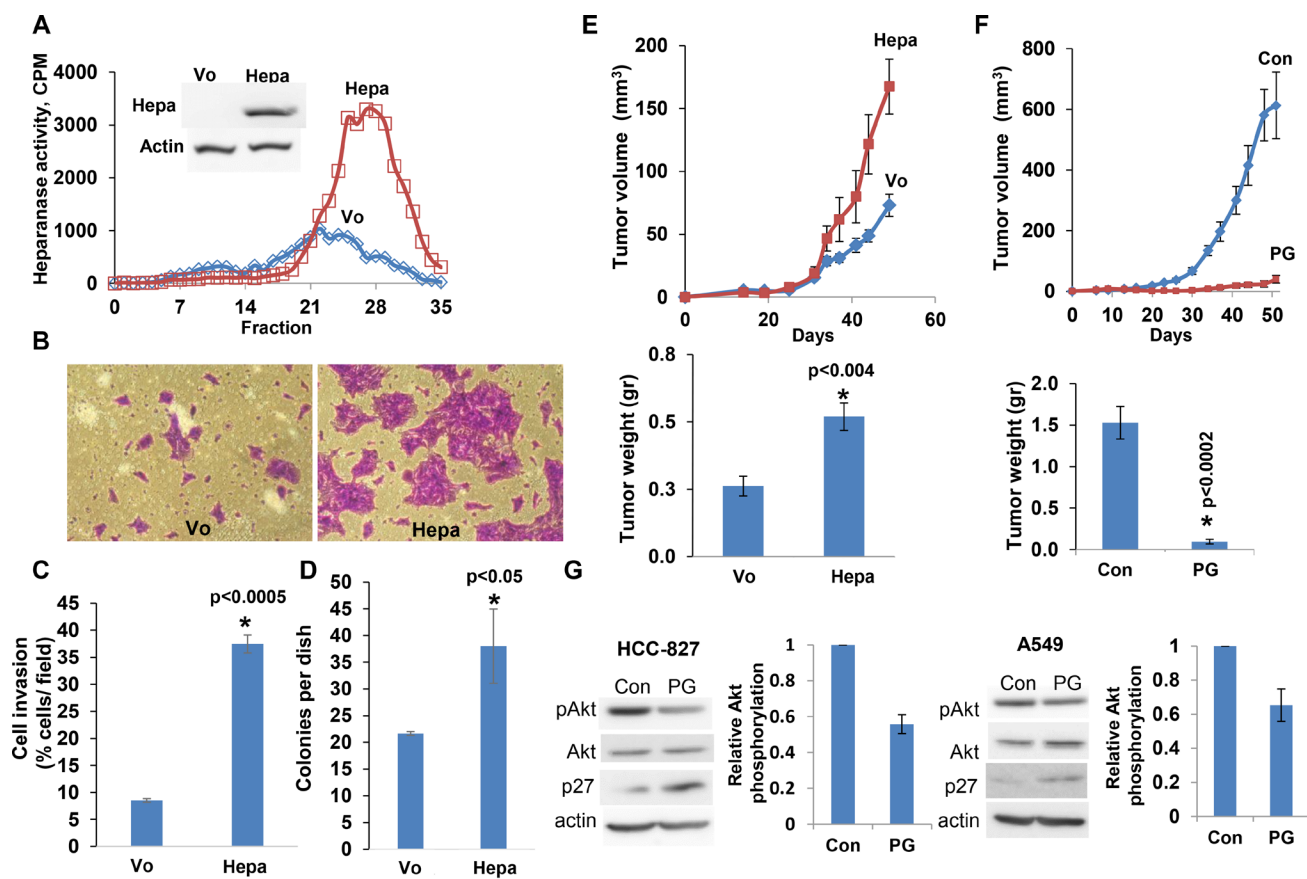 A
Heparanase activity, CPM
4000
3000
2000
1000
0
0
7
14
21
28
35
Fraction
Vo
Hepa
Hepa
Actin
Hepa
Vo
B
Vo
Hepa
C
Cell invasion
(% cells/ field)
45
40
35
30
25
20
15
10
5
0
p<0.0005
*
Vo
Hepa
D
Colonies per dish
50
45
40
35
30
25
20
15
10
5
0
p<0.05
*
Vo
Hepa
E
Tumor volume (mm³)
200
150
100
50
0
0
20
40
60
Days
Hepa
Vo
Tumor weight (gr)
0.8
0.5
0.3
0.0
p<0.004
*
Vo
Hepa
F
Tumor volume (mm³)
800
600
400
200
0
0
10
20
30
40
50
Days
Con
PG
Tumor weight (gr)
2.0
1.5
1.0
0.5
0.0
* p<0.0002
Con
PG
G
HCC-827
Con PG
pAkt
Akt
p27
actin
Relative Akt
phosphorylation
1
0.8
0.6
0.4
0.2
0
Con
PG
A549
Con PG
pAkt
Akt
p27
actin
Relative Akt
phosphorylation
1
0.8
0.6
0.4
0.2
0
Con
PG